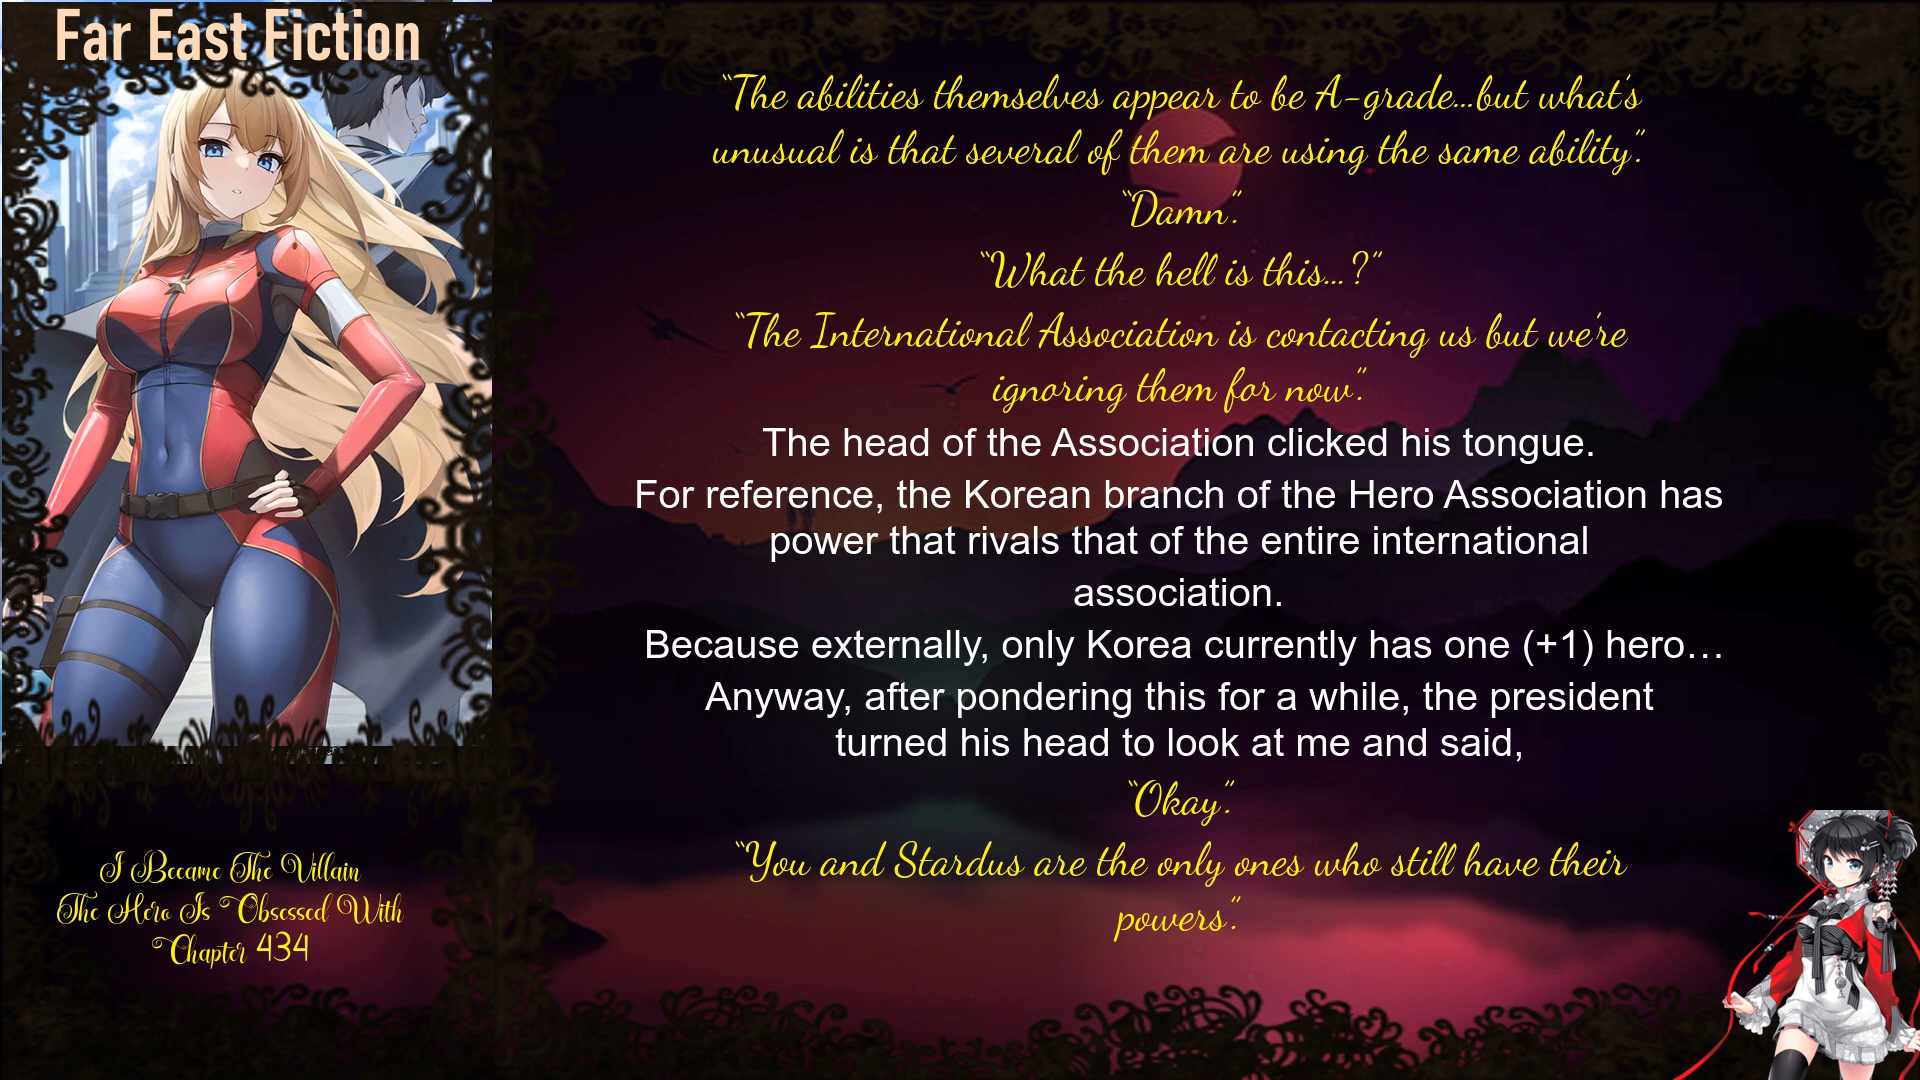 Far East Fiction
“The abilities themselves appear to be A-grade...but what's
unusual is that several of them are using the same ability.”
“Damn.”
“What the hell is this...?”
“The International Association is contacting us but we're
ignoring them for now.”
The head of the Association clicked his tongue.
For reference, the Korean branch of the Hero Association has
power that rivals that of the entire international
association.
Because externally, only Korea currently has one (+1) hero…
Anyway, after pondering this for a while, the president
turned his head to look at me and said,
“Okay.”
“You and Stardus are the only ones who still have their
powers.”
I Became The Villain
The Hero Is Obsessed With
Chapter 434